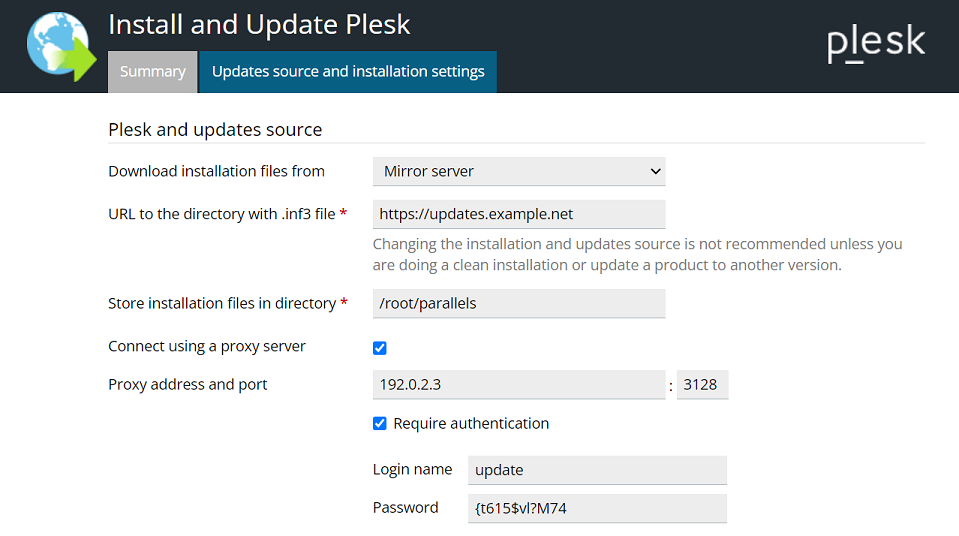 Install and Update Plesk
plesk
Summary
Updates source and installation settings
Plesk and updates source
Download installation files from
Mirror server
URL to the directory with .inf3 file *
https://updates.example.net
Changing the installation and updates source is not recommended unless you
are doing a clean installation or update a product to another version.
Store installation files in directory *
/root/parallels
Connect using a proxy server
Proxy address and port
192.0.2.3 : 3128
Require authentication
Login name
update
Password
{t615$vl?M74